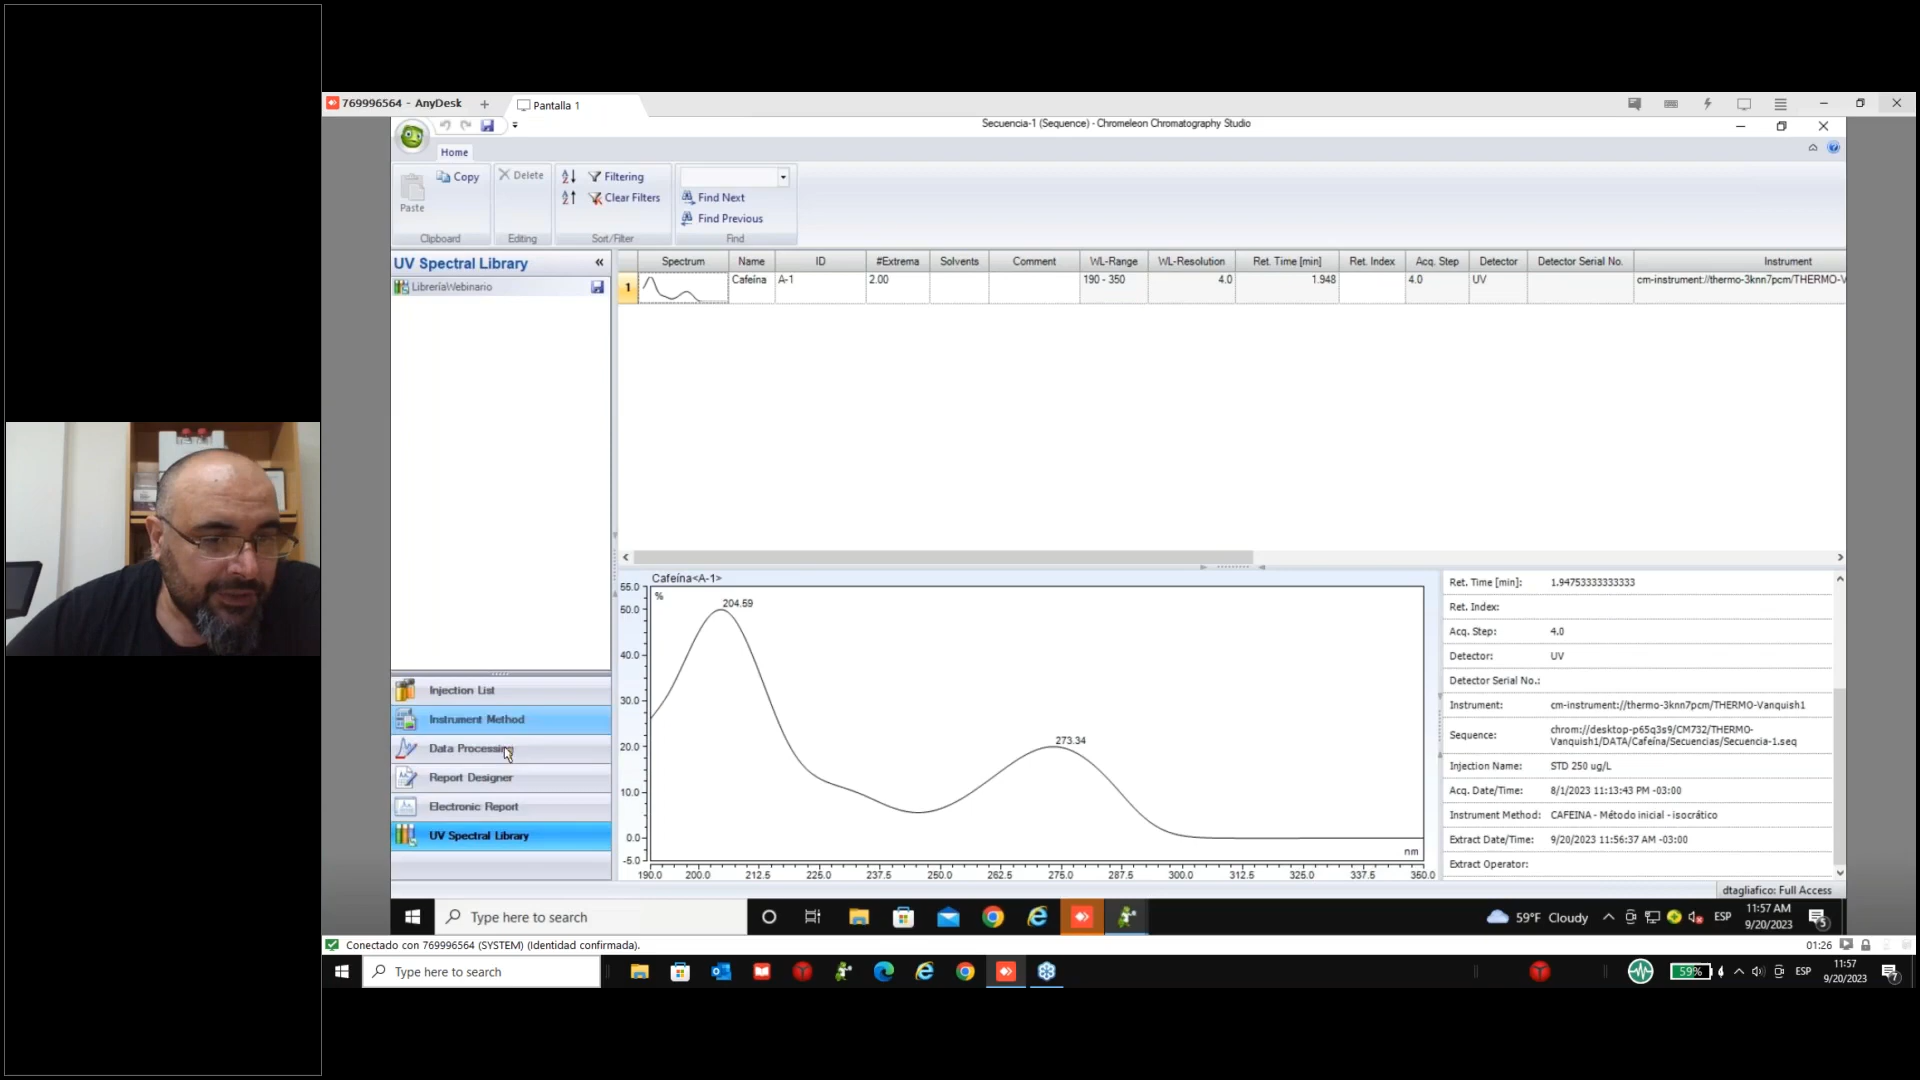 769996564 - AnyDesk
Pantalla 1
Secuencia-1 (Sequence) - Chromeleon Chromatography Studio
Home
Paste
Copy
Clipboard
Delete
Editing
Filtering
Clear Filters
Sort/Filter
Find Next
Find Previous
Find
UV Spectral Library
LibreríaWebinario
Spectrum Name ID #Extrema Solvents Comment WL-Range WL-Resolution Ret. Time [min] Ret. Index Acq. Step Detector Detector Serial No. Instrument
1 Cafeína A-1 2.00 190 - 350 4.0 1.948 4.0 UV cm-instrument://thermo-3knn7pcm/THERMO-V
Injection List
Instrument Method
Data Processing
Report Designer
Electronic Report
UV Spectral Library
Cafeína<A-1>
%
55.0
50.0
40.0
30.0
20.0
10.0
0.0
-5.0
204.59
273.34
nm
190.0 200.0 212.5 225.0 237.5 250.0 262.5 275.0 287.5 300.0 312.5 325.0 337.5 350.0
Ret. Time [min]: 1.94753333333333
Ret. Index:
Acq. Step: 4.0
Detector: UV
Detector Serial No.:
Instrument: cm-instrument://thermo-3knn7pcm/THERMO-Vanquish1
Sequence: chrom://desktop-p65q3s9/CM732/THERMO-
Vanquish1/DATA/Cafeína/Secuencias/Secuencia-1.seq
Injection Name: STD 250 ug/L
Acq. Date/Time: 8/1/2023 11:13:43 PM -03:00
Instrument Method: CAFEINA - Método inicial - isocrático
Extract Date/Time: 9/20/2023 11:56:37 AM -03:00
Extract Operator:
dtagliafico: Full Access
Type here to search
59°F Cloudy
ESP
11:57 AM
9/20/2023
5
Conectado con 769996564 (SYSTEM) (Identidad confirmada).
01:26
Type here to search
59%
ESP
11:57
9/20/2023
7